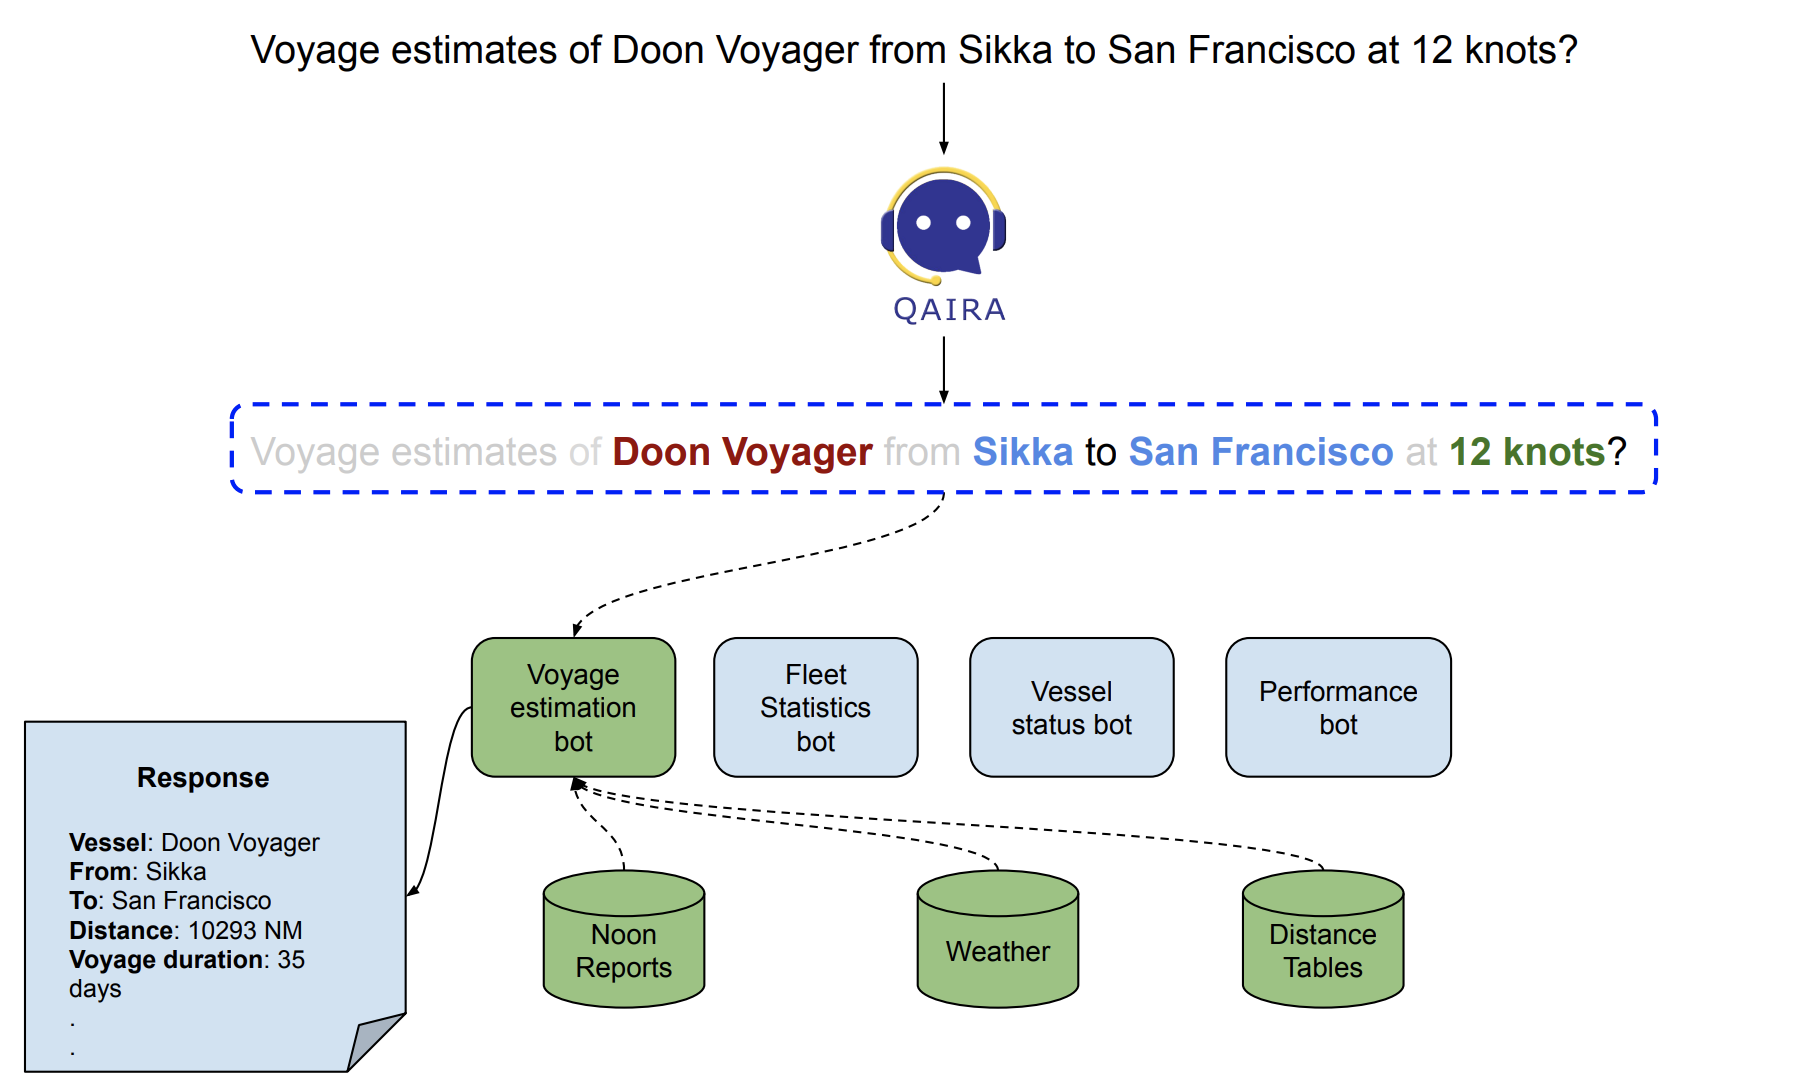 Voyage estimates of Doon Voyager from Sikka to San Francisco at 12 knots?
QAIRA
Voyage estimates of Doon Voyager from Sikka to San Francisco at 12 knots?
Voyage
estimation
bot
Fleet
Statistics
bot
Vessel
status bot
Performance
bot
Response
Vessel: Doon Voyager
From: Sikka
To: San Francisco
Distance: 10293 NM
Voyage duration: 35
days
.
.
Noon
Reports
Weather
Distance
Tables